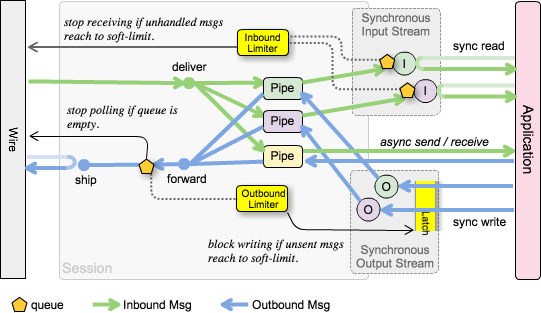 stop receiving if unhandled msgs
reach to soft-limit.
Inbound
Limiter
Synchronous
Input Stream
sync read
deliver
I
I
Pipe
Pipe
Pipe
stop polling if queue is
empty.
Wire
Application
async send / receive
ship
forward
Outbound
Limiter
O
O
Latch
sync write
block writing if unsent msgs
reach to soft-limit.
Synchronous
Output Stream
Session
queue
Inbound Msg
Outbound Msg